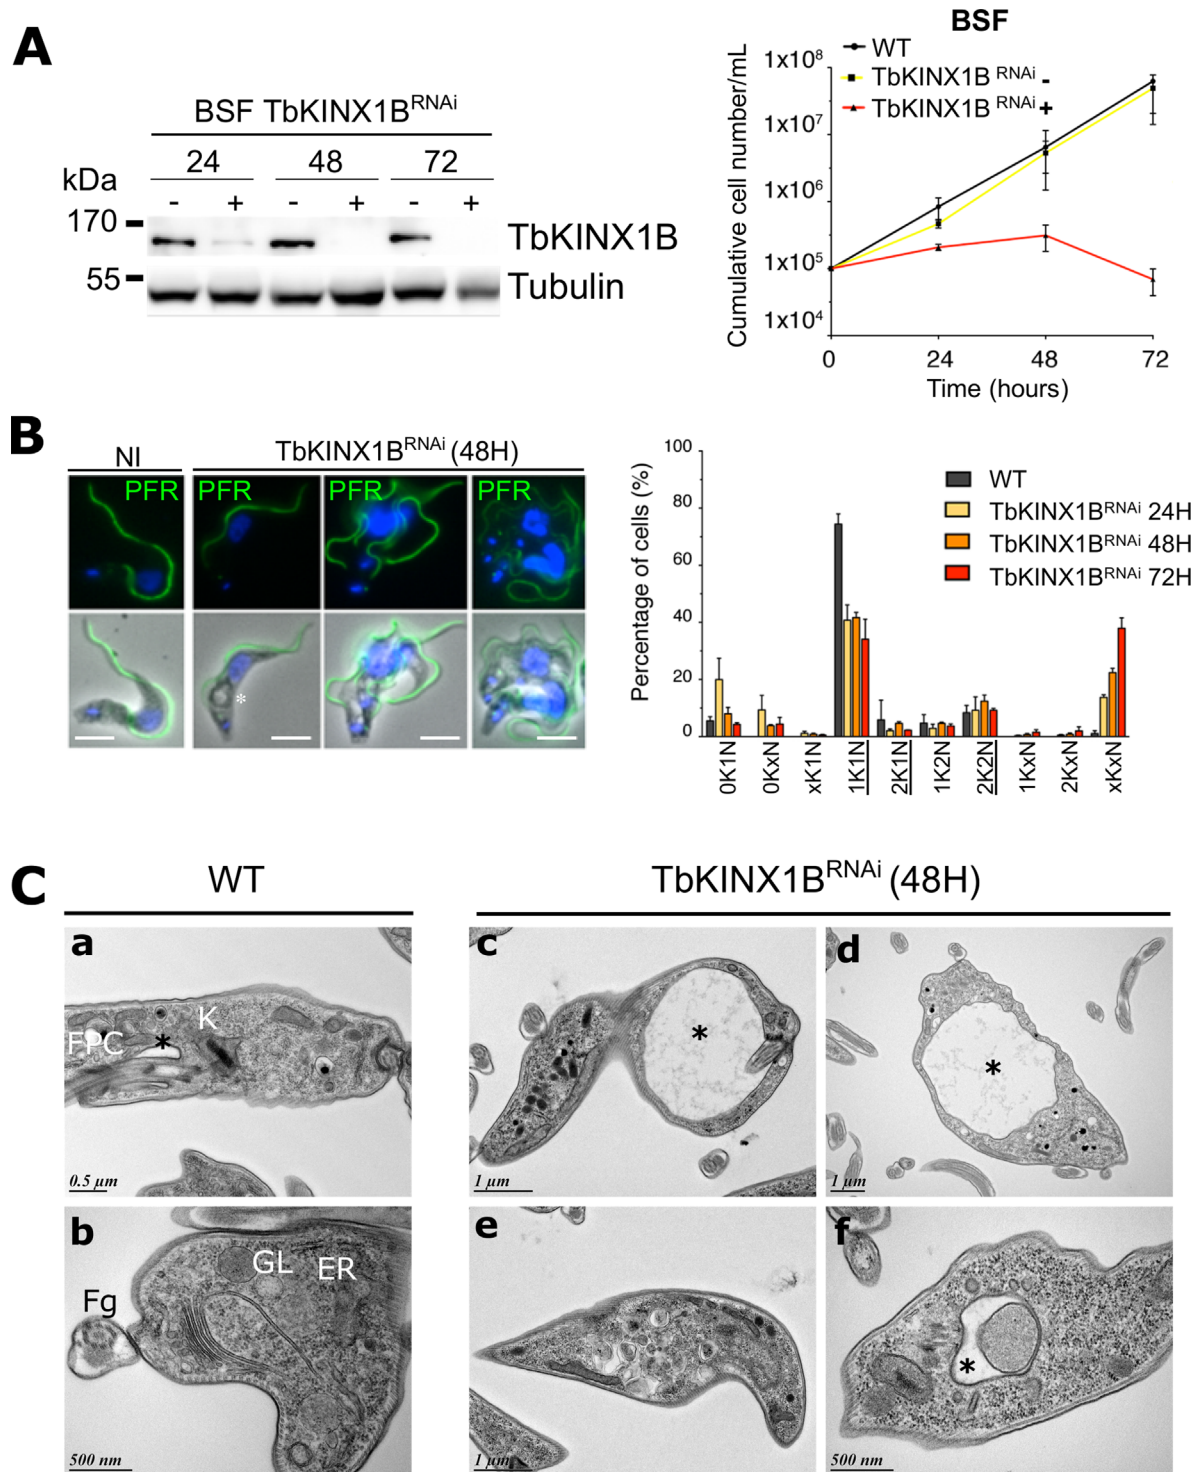 A
BSF TbKINX1B^RNAi
24 48 72
kDa
- + - + - +
170
TbKINX1B
55
Tubulin
BSF
WT
TbKINX1B RNAi -
TbKINX1B RNAi +
Cumulative cell number/mL
1x10^8
1x10^7
1x10^6
1x10^5
1x10^4
0 24 48 72
Time (hours)
B
NI
TbKINX1B^RNAi (48H)
PFR PFR PFR PFR
*
Percentage of cells (%)
100
80
60
40
20
0
WT
TbKINX1B^RNAi 24H
TbKINX1B^RNAi 48H
TbKINX1B^RNAi 72H
0K1N 0KxN xK1N 1K1N 2K1N 1K2N 2K2N 1KxN 2KxN xKxN
C
WT
TbKINX1B^RNAi (48H)
a
FPC * K
0.5 µm
b
GL ER
Fg
500 nm
c
*
1 µm
d
*
1 µm
e
1 µm
f
*
500 nm